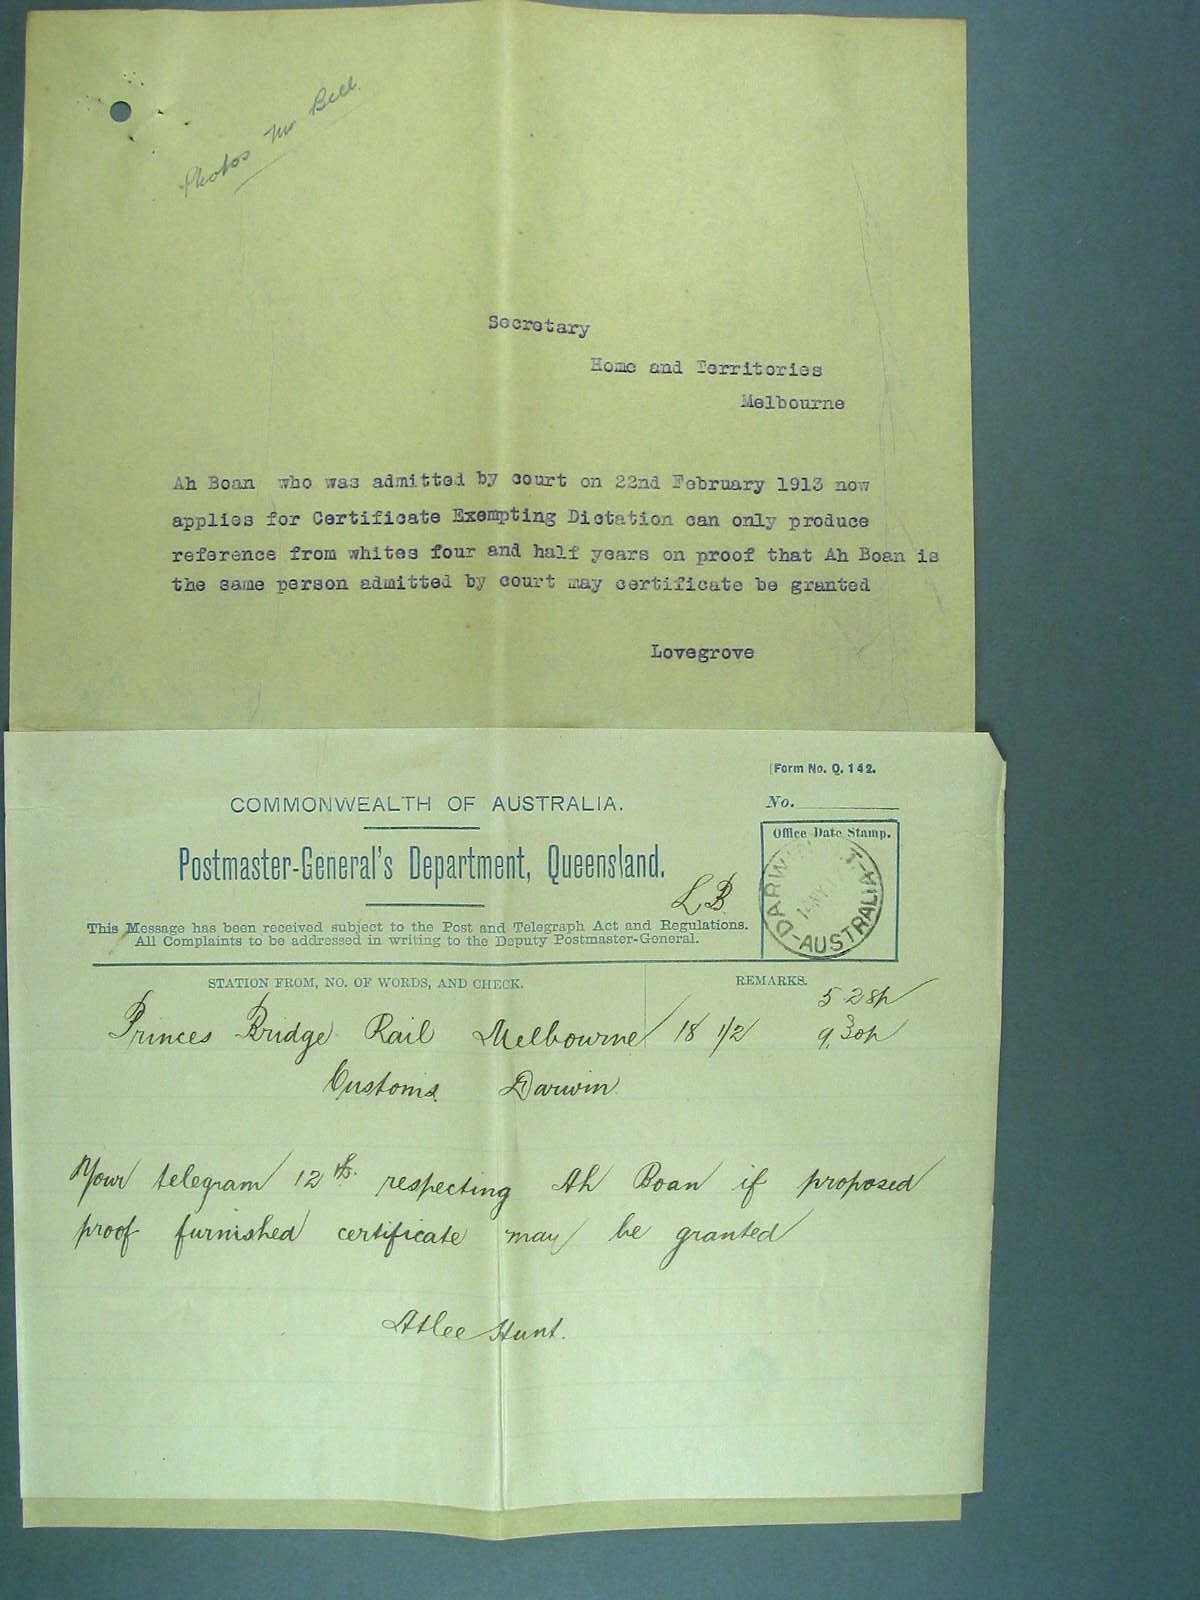 Photos Mr Bell
Secretary
Home and Territories
Melbourne
Ah Boan who was admitted by court on 22nd February 1913 now
applies for Certificate Exempting Dictation can only produce
reference from whites four and half years on proof that Ah Boan is
the same person admitted by court may certificate be granted
Lovegrove
Form No. Q. 142.
COMMONWEALTH OF AUSTRALIA.
No.
Office Date Stamp.
Postmaster-General's Department, Queensland.
LB
DARWIN
AUSTRALIA
This Message has been received subject to the Post and Telegraph Act and Regulations.
All Complaints to be addressed in writing to the Deputy Postmaster-General.
STATION FROM, NO. OF WORDS, AND CHECK.
REMARKS.
5 28p
Princes Bridge Rail Melbourne 18 1/2 9.30p
Customs Darwin
Your telegram 12th. respecting Ah Boan if proposed
proof furnished certificate may be granted
Atlee Hunt.